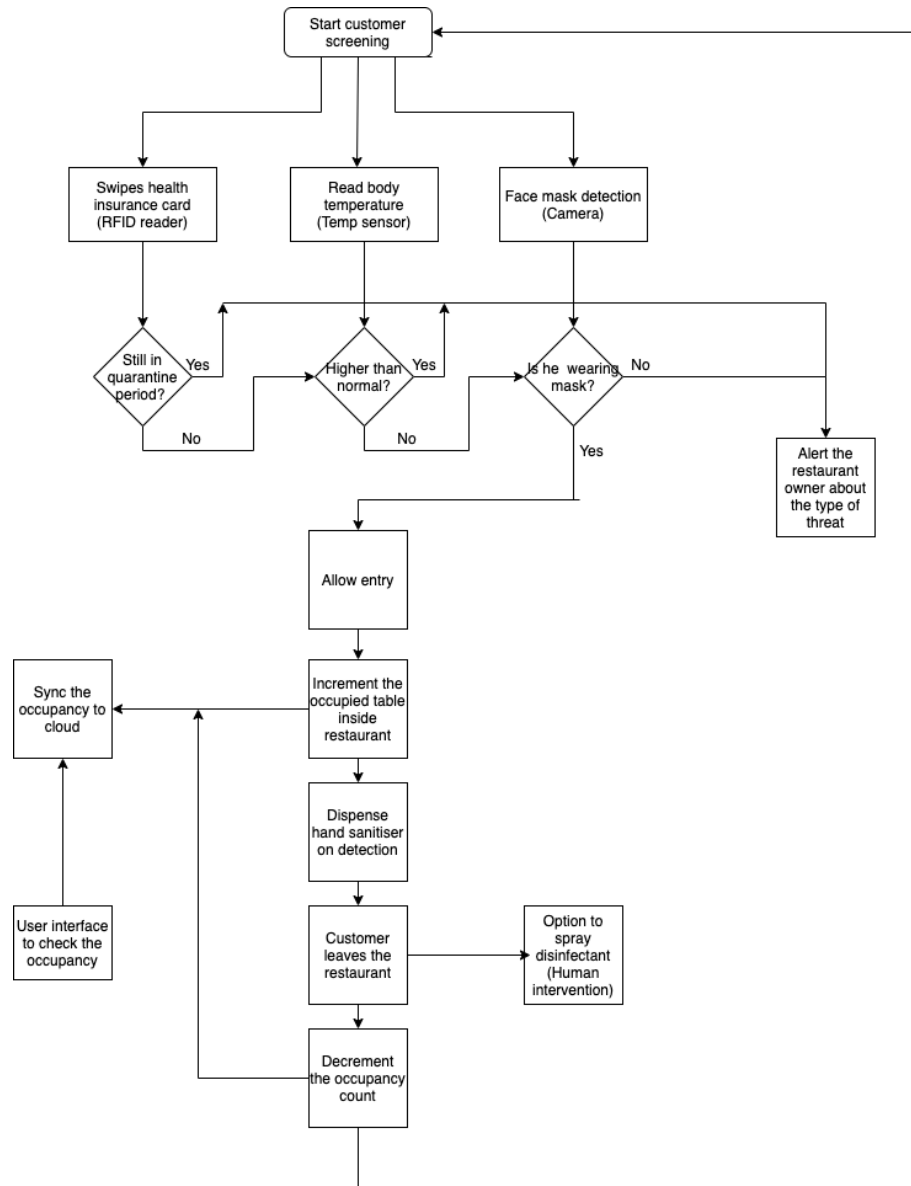 Start customer
screening
Swipes health
insurance card
(RFID reader)
Read body
temperature
(Temp sensor)
Face mask detection
(Camera)
Still in
quarantine
period?
Yes
No
Higher than
normal?
Yes
No
Is he wearing
mask?
No
Yes
Alert the
restaurant
owner about
the type of
threat
Allow entry
Sync the
occupancy to
cloud
Increment the
occupied table
inside
restaurant
Dispense
hand sanitiser
on detection
User interface
to check the
occupancy
Customer
leaves the
restaurant
Option to
spray
disinfectant
(Human
intervention)
Decrement
the occupancy
count